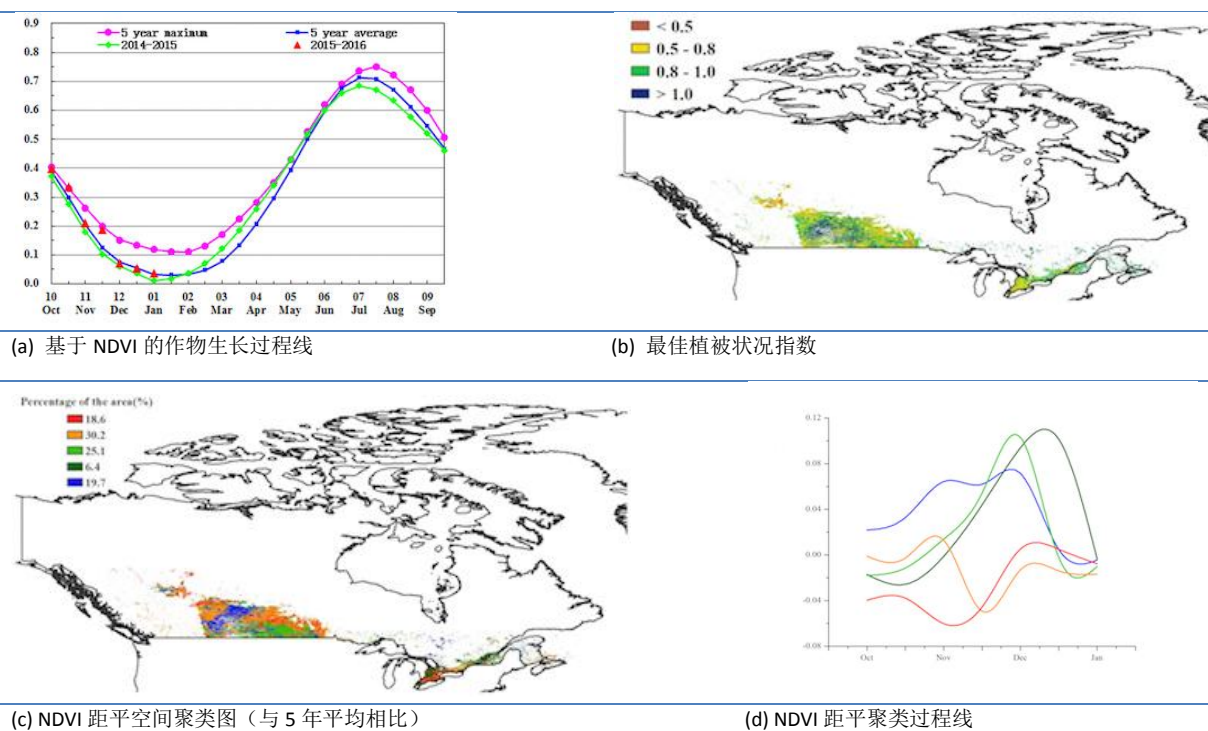 0.9
0.8
0.7
0.6
0.5
0.4
0.3
0.2
0.1
0.0
5 year maximum 5 year average
2014-2015 2015-2016
10 11 12 01 02 03 04 05 06 07 08 09
Oct Nov Dec Jan Feb Mar Apr May Jun Jul Aug Sep
< 0.5
0.5 - 0.8
0.8 - 1.0
> 1.0
(a) 基于 NDVI 的作物生长过程线
(b) 最佳植被状况指数
Percentage of the area(%)
18.6
30.2
25.1
6.4
19.7
0.12
0.08
0.04
0.00
-0.04
-0.08
Oct Nov Dec Jan
(c) NDVI 距平空间聚类图（与 5 年平均相比）
(d) NDVI 距平聚类过程线